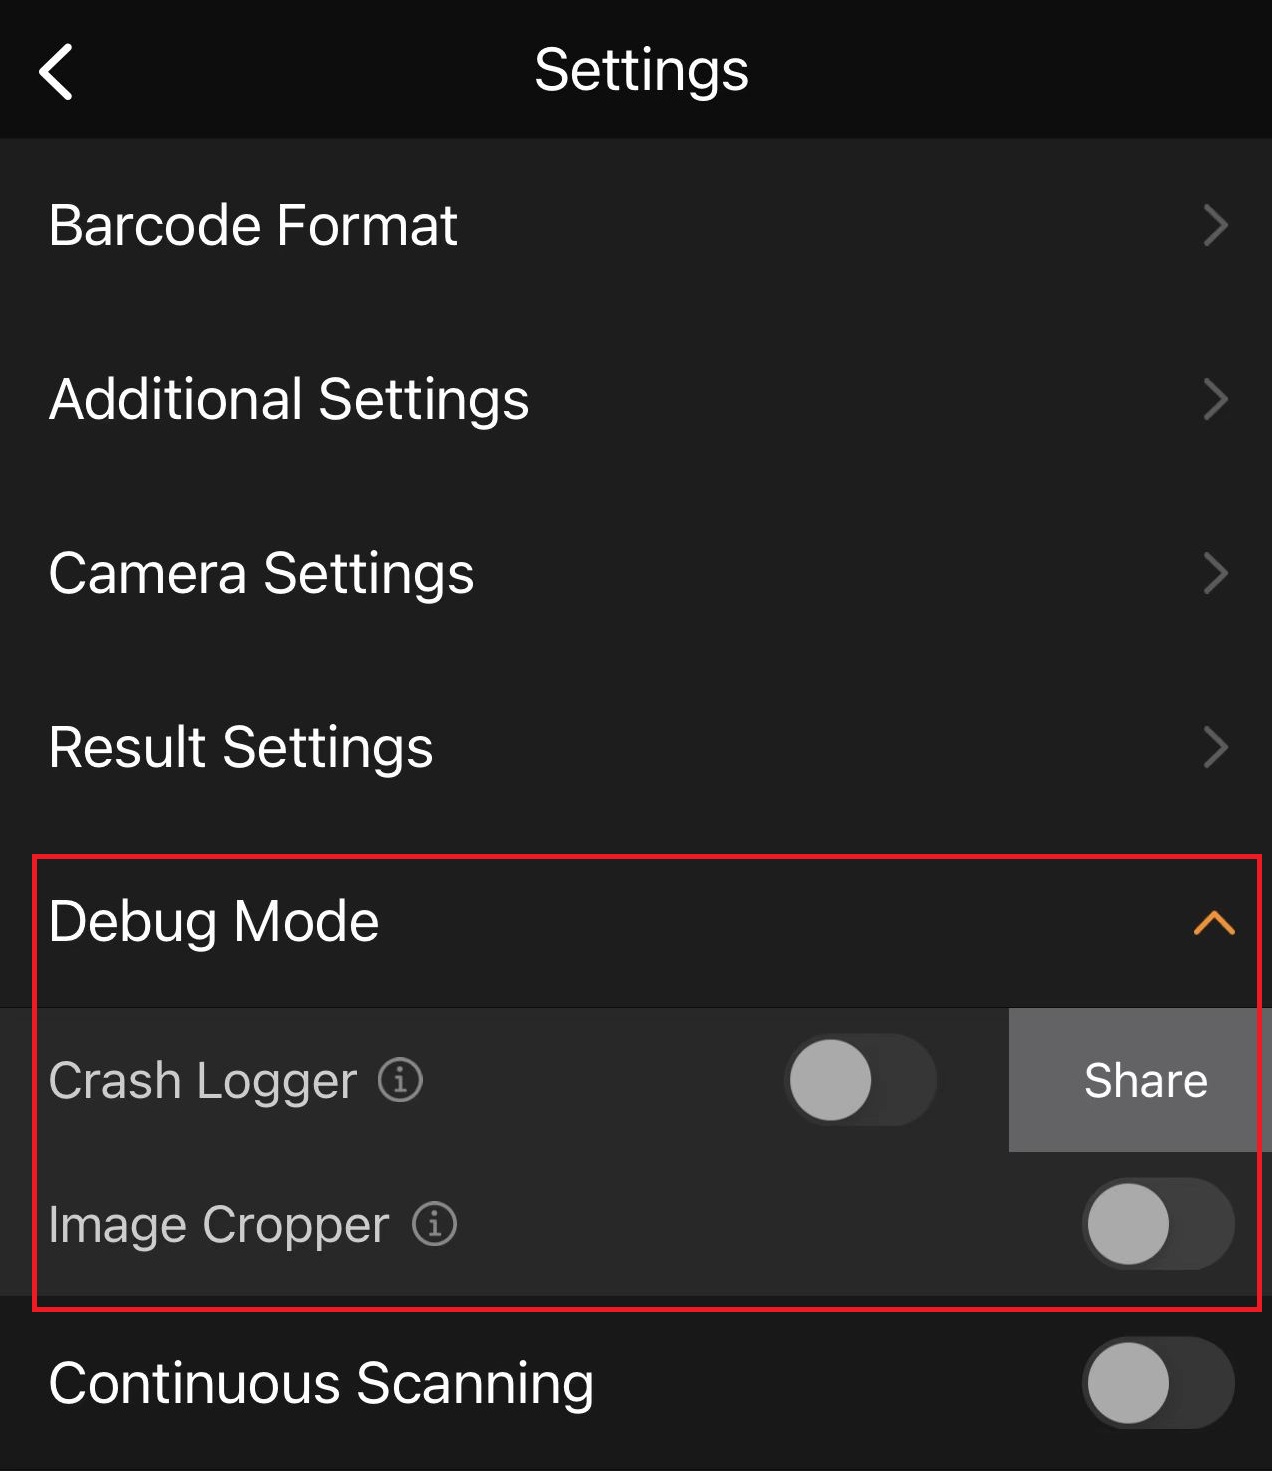 Settings
Barcode Format
Additional Settings
Camera Settings
Result Settings
Debug Mode
Crash Logger
Share
Image Cropper
Continuous Scanning